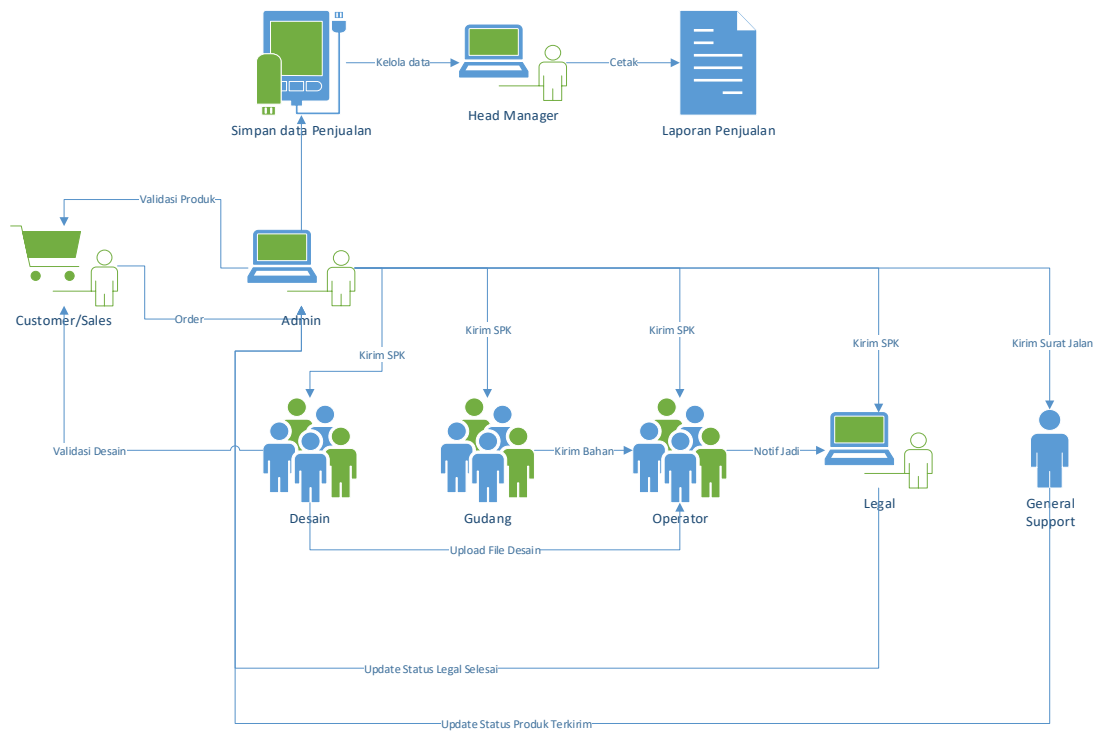 Kelola data
Cetak
Head Manager
Simpan data Penjualan
Laporan Penjualan
Validasi Produk
Customer/Sales
Order
Admin
Kirim SPK
Kirim SPK
Kirim SPK
Kirim Surat Jalan
Kirim SPK
Validasi Desain
Kirim Bahan
Notif Jadi
Legal
General
Support
Desain
Gudang
Operator
Upload File Desain
Update Status Legal Selesai
Update Status Produk Terkirim